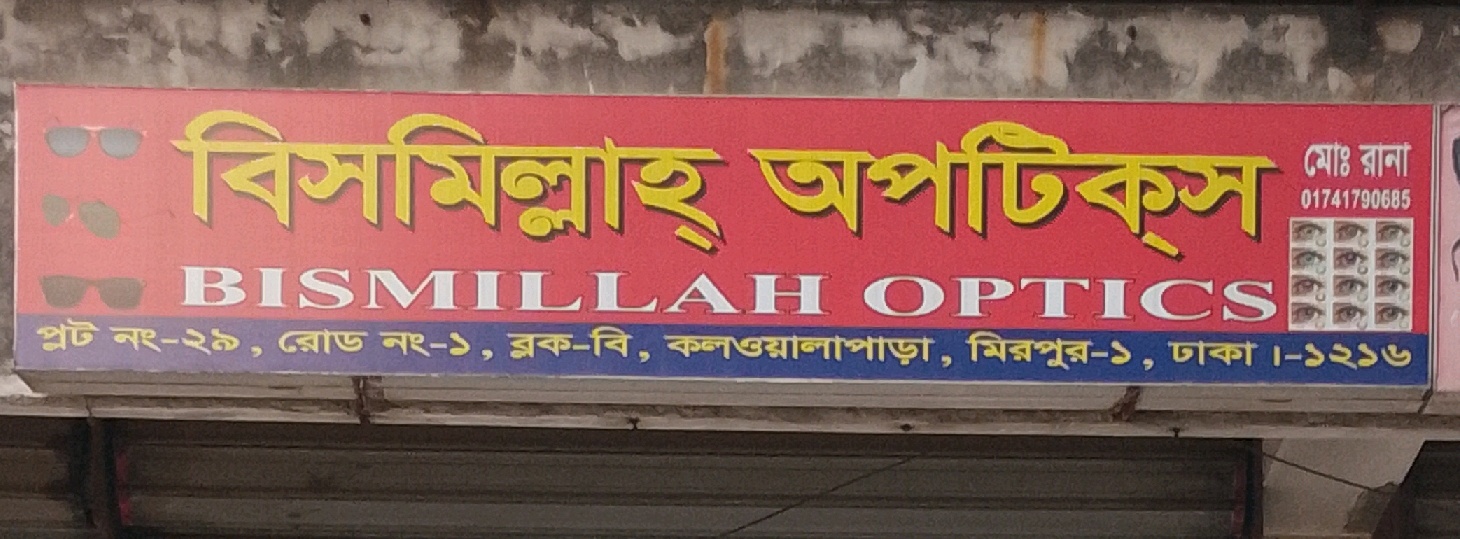 বিসমিল্লাহ্ অপটিক্স
মোঃ রানা
01741790685
BISMILLAH OPTICS
প্লট নং-২৯, রোড নং-১, ব্লক-বি, কলওয়ালাপাড়া, মিরপুর-১, ঢাকা ।-১২১৬